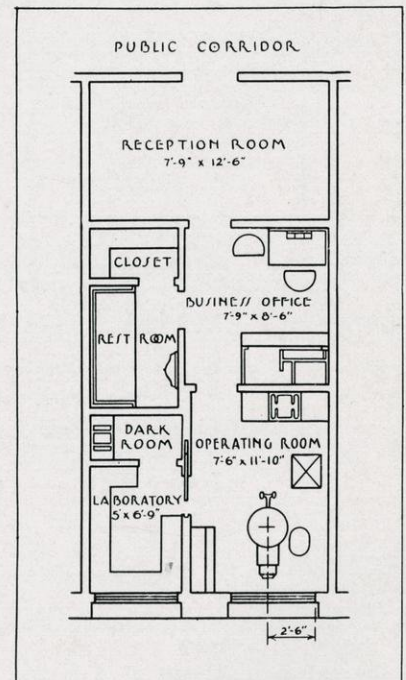 PUBLIC CORRIDOR
RECEPTION ROOM
7'-9" x 12'-6"
CLOSET
BUSINESS OFFICE
7'-9" x 8'-6"
REST ROOM
DARK
ROOM
OPERATING ROOM
7'-6" x 11'-10"
LABORATORY
5' x 6'-9"
2'-6"